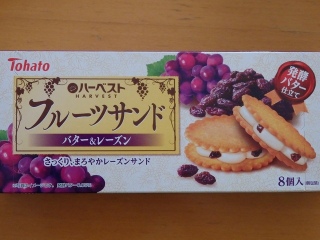 Tohato
ハーベスト
HARVEST
フルーツサンド
バター&レーズン
さっくり、まろやかレーズンサンド
発酵
バター
仕立て
8個入